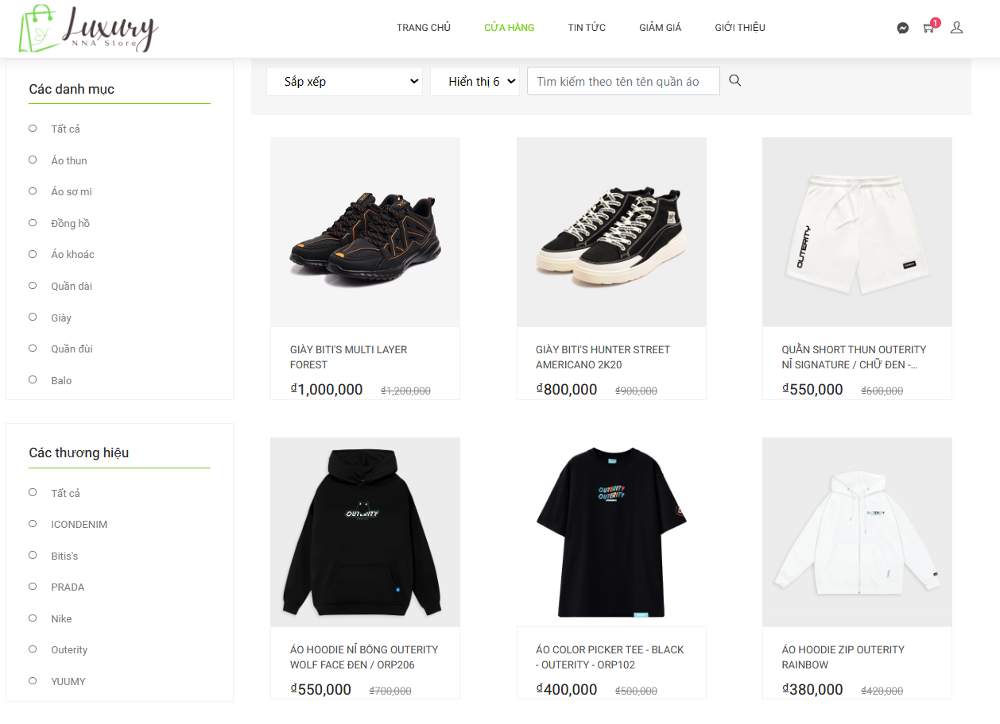 Luxury
NNA Store
TRANG CHỦ
CỬA HÀNG
TIN TỨC
GIẢM GIÁ
GIỚI THIỆU
1
Các danh mục
Tất cả
Áo thun
Áo sơ mi
Đồng hồ
Áo khoác
Quần dài
Giày
Quần đùi
Balo
Các thương hiệu
Tất cả
ICONDENIM
Bitis's
PRADA
Nike
Outerity
YUUMY
Sắp xếp
Hiển thị 6
Tìm kiếm theo tên tên quần áo
GIÀY BITI'S MULTI LAYER
FOREST
₫1,000,000 ₫1,200,000
GIÀY BITI'S HUNTER STREET
AMERICANO 2K20
₫800,000 ₫900,000
OUTERITY
QUẦN SHORT THUN OUTERITY
NỈ SIGNATURE / CHỮ ĐEN -...
₫550,000 ₫600,000
OUTERITY
ÁO HOODIE NỈ BÔNG OUTERITY
WOLF FACE ĐEN / ORP206
₫550,000 ₫700,000
OUTERITY
OUTERITY
ÁO COLOR PICKER TEE - BLACK
- OUTERITY - ORP102
₫400,000 ₫500,000
OUTERITY
ÁO HOODIE ZIP OUTERITY
RAINBOW
₫380,000 ₫420,000